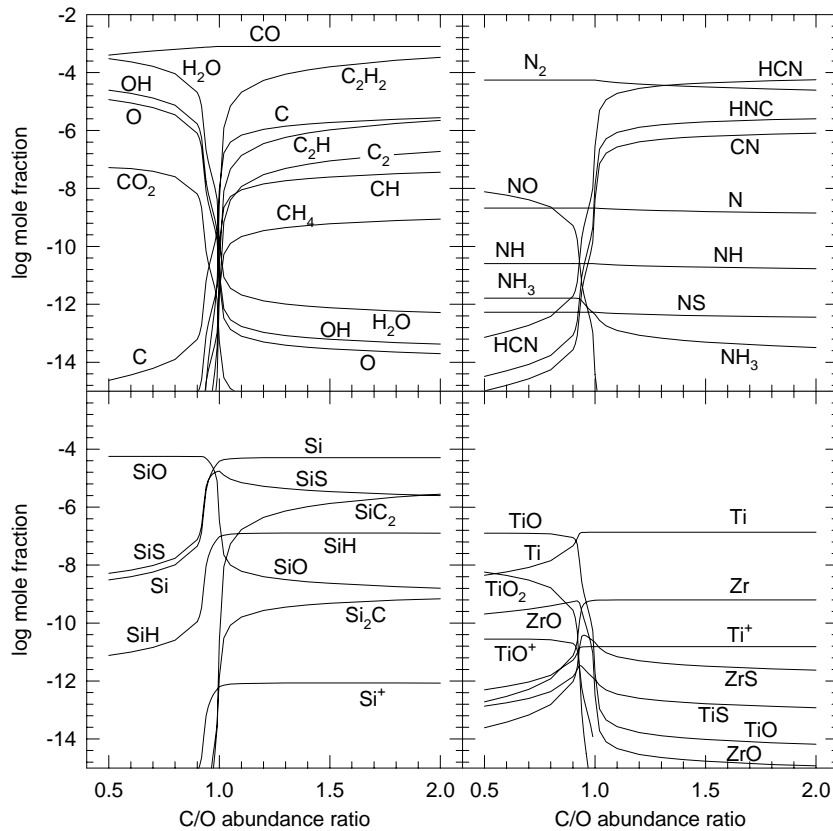 -2
-4
-6
-8
-10
-12
-14
log mole fraction
CO
H₂O
OH
O
CO₂
C
C₂H₂
C
C₂H
C₂
CH
CH₄
H₂O
OH
O
N₂
HCN
HNC
CN
NO
N
NH
NH
NH₃
NS
HCN
NH₃
-4
-6
-8
-10
-12
-14
log mole fraction
SiO
Si
SiS
SiC₂
SiH
SiS
Si
SiO
SiH
Si₂C
Si⁺
0.5
1.0
1.5
2.0
C/O abundance ratio
TiO
Ti
Ti
TiO₂
Zr
ZrO
TiO⁺
Ti⁺
ZrS
TiS
TiO
ZrO
0.5
1.0
1.5
2.0
C/O abundance ratio